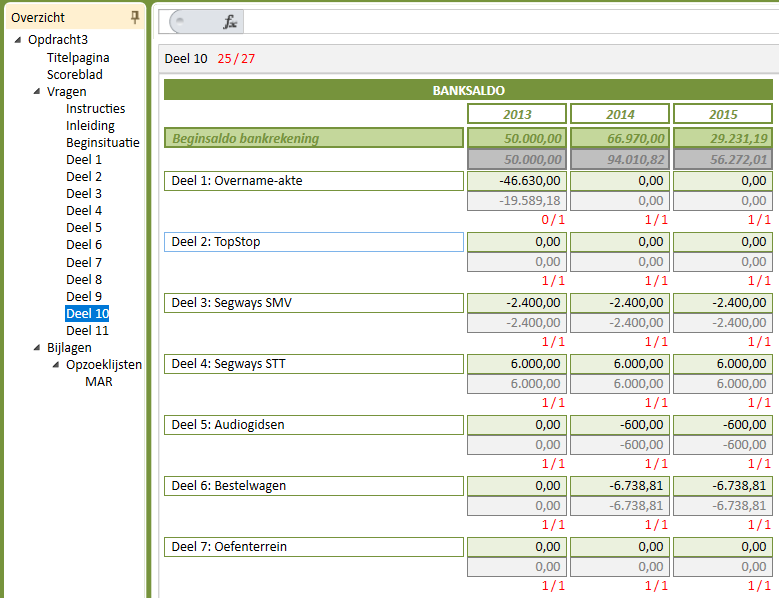 Overzicht
Opdracht3
Titelpagina
Scoreblad
Vragen
Instructies
Inleiding
Beginsituatie
Deel 1
Deel 2
Deel 3
Deel 4
Deel 5
Deel 6
Deel 7
Deel 8
Deel 9
Deel 10
Deel 11
Bijlagen
Opzoeklijsten
MAR
fx
Deel 10 25 / 27
BANKSALDO
2013 2014 2015
Beginsaldo bankrekening 50.000,00 66.970,00 29.231,19
50.000,00 94.010,82 56.272,01
Deel 1: Overname-akte -46.630,00 0,00 0,00
-19.589,18 0,00 0,00
0 / 1 1 / 1 1 / 1
Deel 2: TopStop 0,00 0,00 0,00
0,00 0,00 0,00
1 / 1 1 / 1 1 / 1
Deel 3: Segways SMV -2.400,00 -2.400,00 -2.400,00
-2.400,00 -2.400,00 -2.400,00
1 / 1 1 / 1 1 / 1
Deel 4: Segways STT 6.000,00 6.000,00 6.000,00
6.000,00 6.000,00 6.000,00
1 / 1 1 / 1 1 / 1
Deel 5: Audiogidsen 0,00 -600,00 -600,00
0,00 -600,00 -600,00
1 / 1 1 / 1 1 / 1
Deel 6: Bestelwagen 0,00 -6.738,81 -6.738,81
0,00 -6.738,81 -6.738,81
1 / 1 1 / 1 1 / 1
Deel 7: Oefenterrein 0,00 0,00 0,00
0,00 0,00 0,00
1 / 1 1 / 1 1 / 1